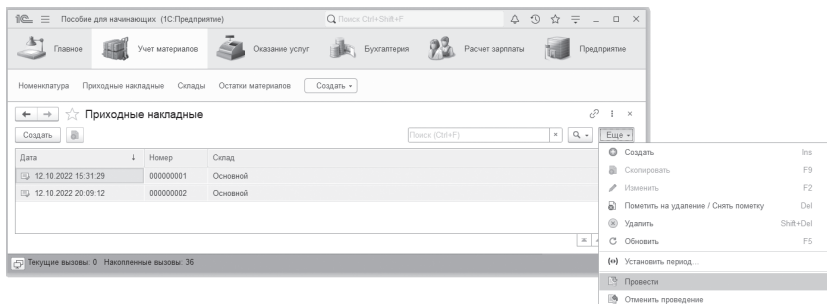 Пособие для начинающих (1С:Предприятие)
Поиск Ctrl+Shift+F
Главное
Учет материалов
Оказание услуг
Бухгалтерия
Расчет зарплаты
Предприятие
Номенклатура Приходные накладные Склады Остатки материалов Создать
Приходные накладные
Создать
Поиск (Ctrl+F)
Еще
Дата Номер Склад
12.10.2022 15:31:29 000000001 Основной
12.10.2022 20:09:12 000000002 Основной
Текущие вызовы: 0 Накопленные вызовы: 36
Создать Ins
Скопировать F9
Изменить F2
Пометить на удаление / Снять пометку Del
Удалить Shift+Del
Обновить F5
Установить период...
Провести
Отменить проведение